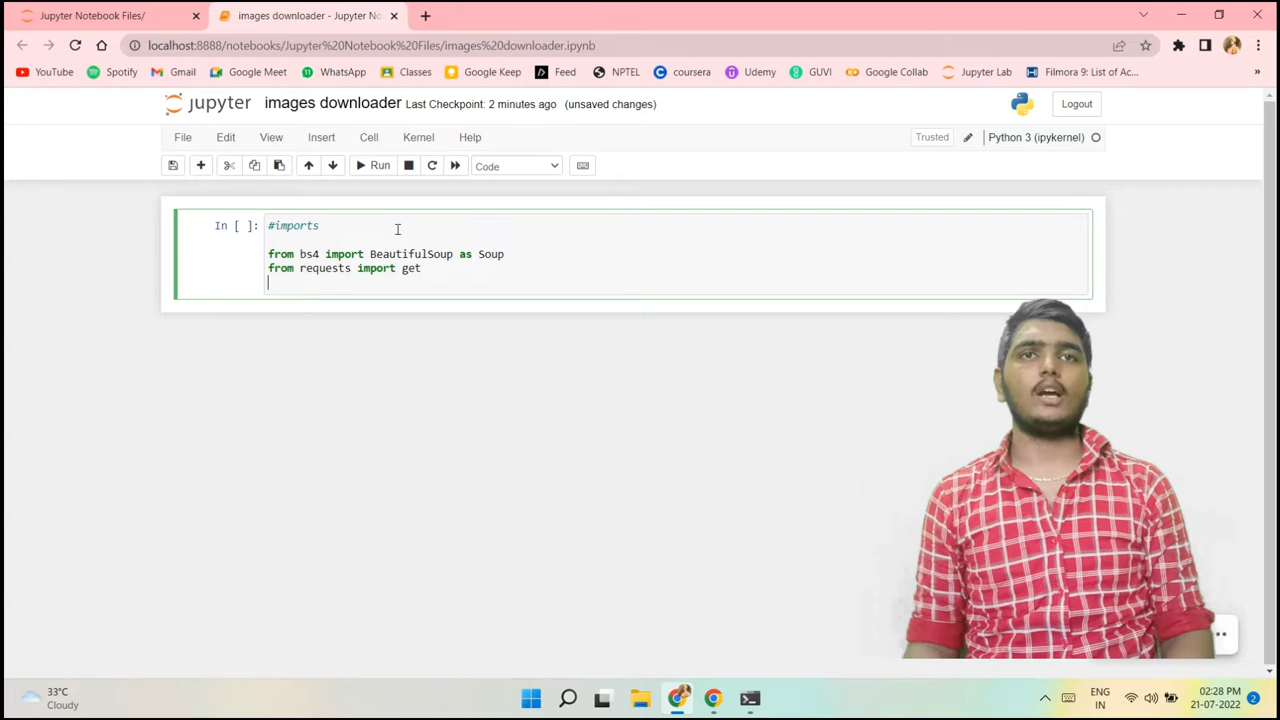 Jupyter Notebook Files/
images downloader - Jupyter No
localhost:8888/notebooks/Jupyter%20Notebook%20Files/images%20downloader.ipynb
YouTube Spotify Gmail Google Meet WhatsApp Classes Google Keep Feed NPTEL coursera Udemy GUVI Google Collab Jupyter Lab Filmora 9: List of Ac... »
jupyter images downloader Last Checkpoint: 2 minutes ago (unsaved changes) Logout
File Edit View Insert Cell Kernel Help Trusted Python 3 (ipykernel)
Run Code
In [ ]: #imports
from bs4 import BeautifulSoup as Soup
from requests import get
33°C
Cloudy
ENG
IN
02:28 PM
21-07-2022
2